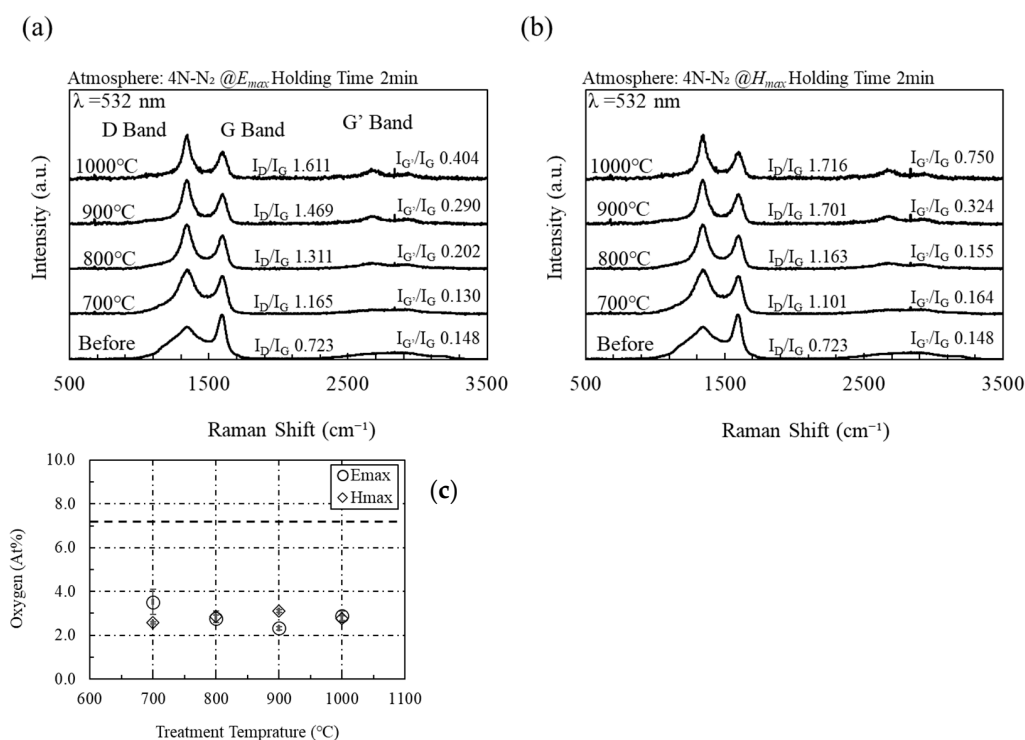 (a)
Atmosphere: 4N-N₂ @Emax Holding Time 2min
λ =532 nm
D Band G Band G' Band
1000℃ ID/IG 1.611 IG'/IG 0.404
900℃ ID/IG 1.469 IG'/IG 0.290
800℃ ID/IG 1.311 IG'/IG 0.202
700℃ ID/IG 1.165 IG'/IG 0.130
Before ID/IG 0.723 IG'/IG 0.148
Intensity (a.u.)
500 1500 2500 3500
Raman Shift (cm⁻¹)
(b)
Atmosphere: 4N-N₂ @Hmax Holding Time 2min
λ =532 nm
1000℃ ID/IG 1.716 IG'/IG 0.750
900℃ ID/IG 1.701 IG'/IG 0.324
800℃ ID/IG 1.163 IG'/IG 0.155
700℃ ID/IG 1.101 IG'/IG 0.164
Before ID/IG 0.723 IG'/IG 0.148
Intensity (a.u.)
500 1500 2500 3500
Raman Shift (cm⁻¹)
(c)
Emax
Hmax
10.0
8.0
6.0
4.0
2.0
0.0
Oxygen (At%)
600 700 800 900 1000 1100
Treatment Temprature (℃)